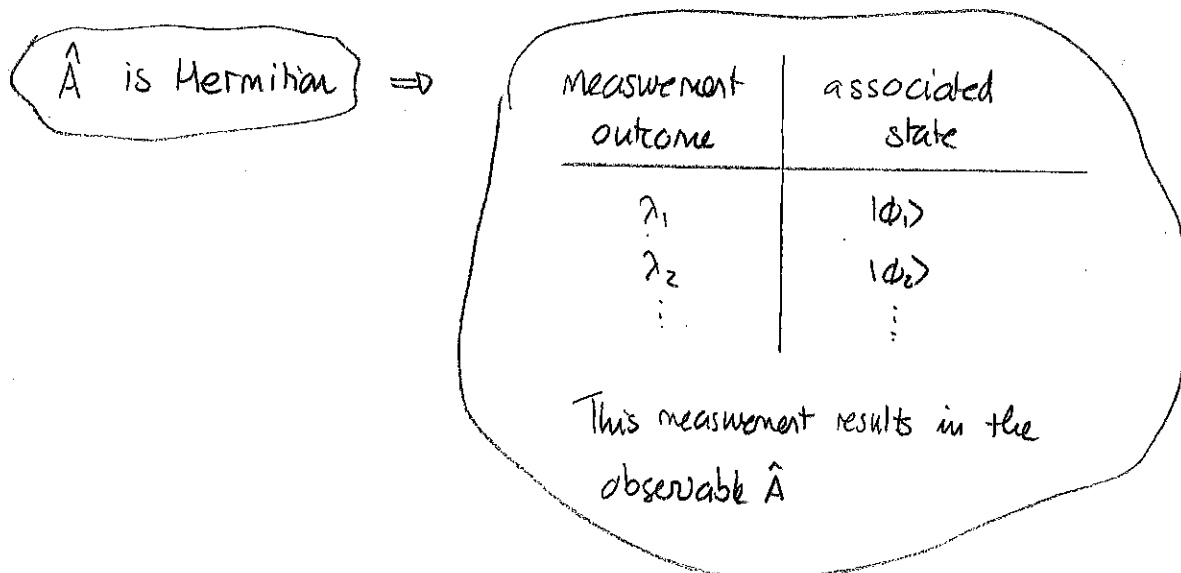 Â is Hermitian ⇒
measurement | associated
outcome | state
λ₁ | |ϕ₁>
λ₂ | |ϕ₂>
⋮ | ⋮
This measurement results in the
observable Â